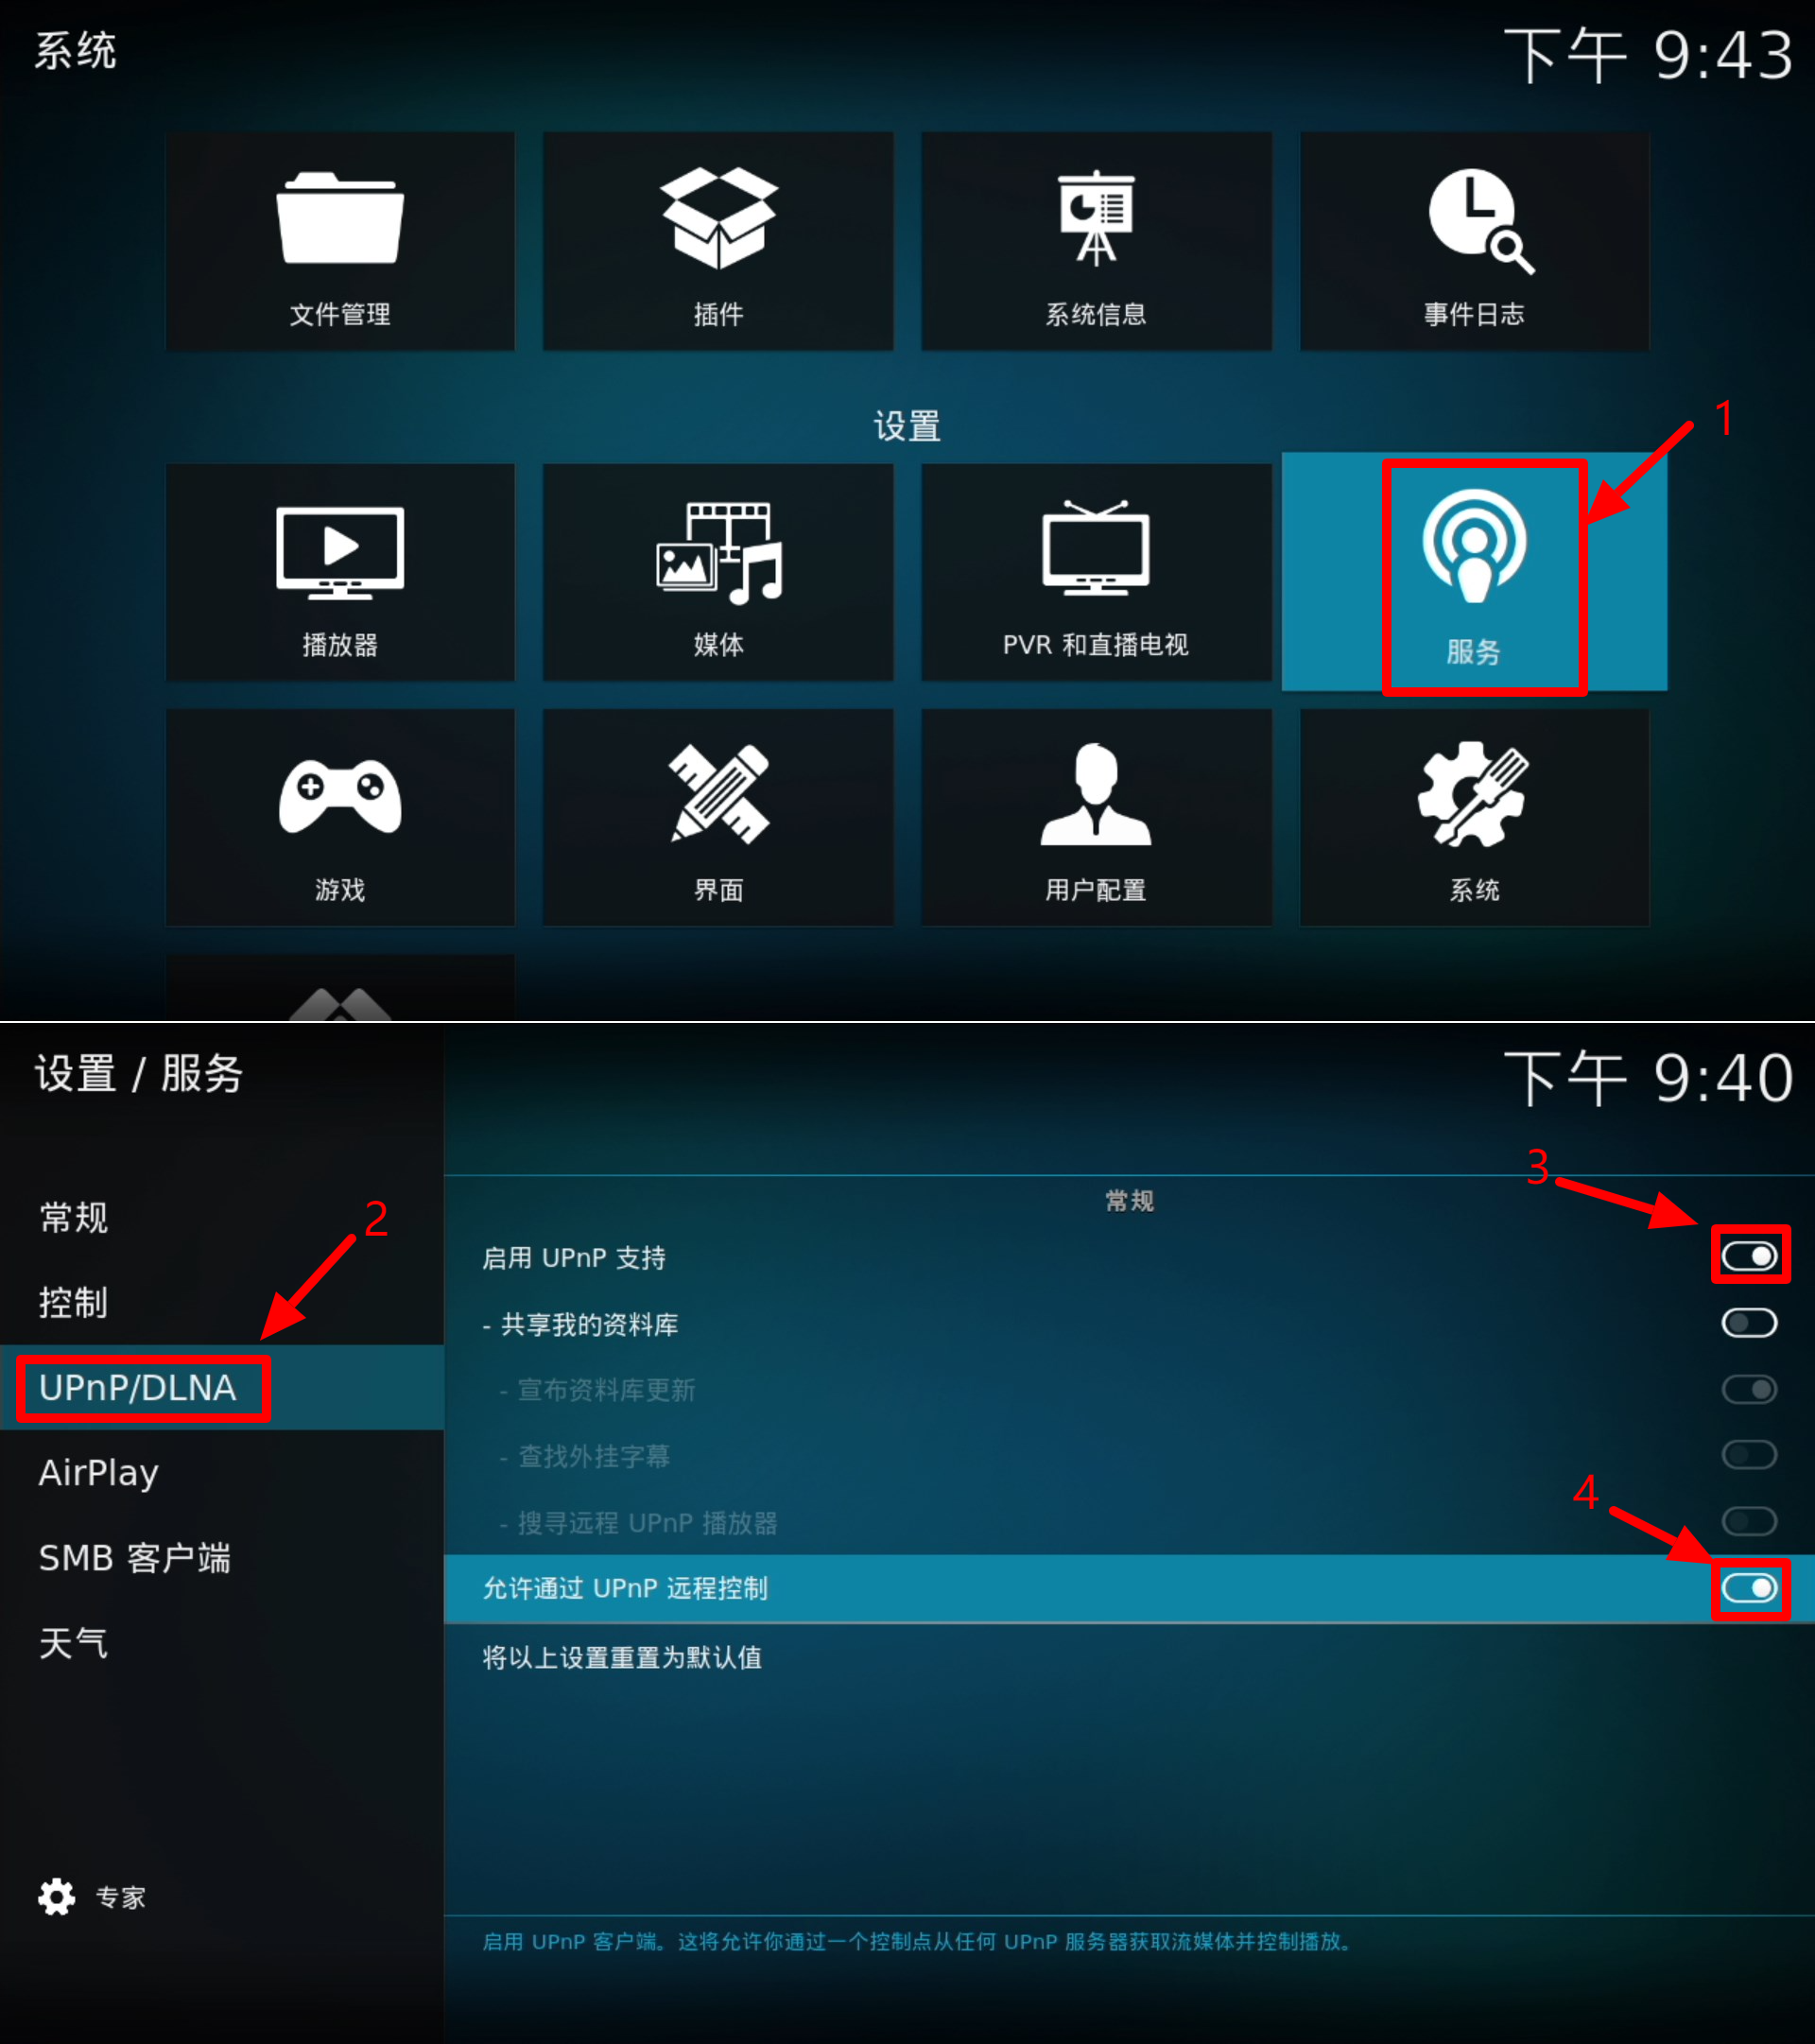 系统
下午 9:43
文件管理
插件
系统信息
事件日志
设置
1
播放器
媒体
PVR 和直播电视
服务
游戏
界面
用户配置
系统
设置 / 服务
下午 9:40
常规
控制
2
UPnP/DLNA
AirPlay
SMB 客户端
天气
专家
常规
3
启用 UPnP 支持
- 共享我的资料库
- 宣布资料库更新
- 查找外挂字幕
- 搜寻远程 UPnP 播放器
4
允许通过 UPnP 远程控制
将以上设置重置为默认值
启用 UPnP 客户端。这将允许你通过一个控制点从任何 UPnP 服务器获取流媒体并控制播放。